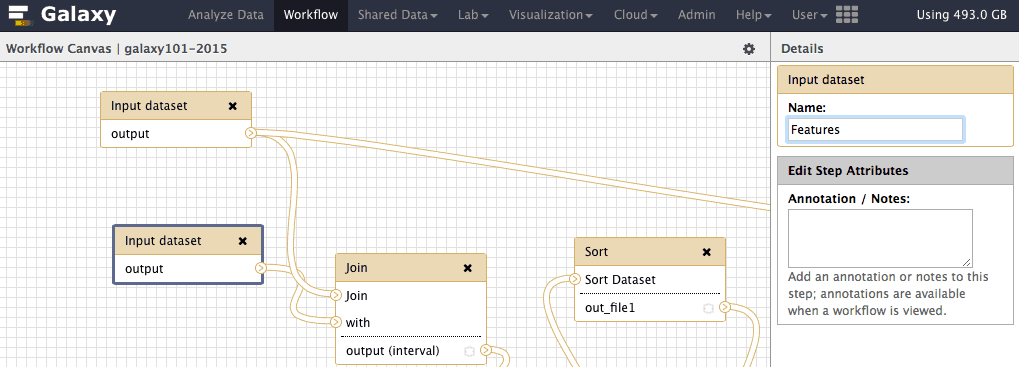 Galaxy
Analyze Data
Workflow
Shared Data
Lab
Visualization
Cloud
Admin
Help
User
Using 493.0 GB
Workflow Canvas | galaxy101-2015
Input dataset
output
Input dataset
output
Join
Join
with
output (interval)
Sort
Sort Dataset
out_file1
Details
Input dataset
Name:
Features
Edit Step Attributes
Annotation / Notes:
Add an annotation or notes to this
step; annotations are available
when a workflow is viewed.